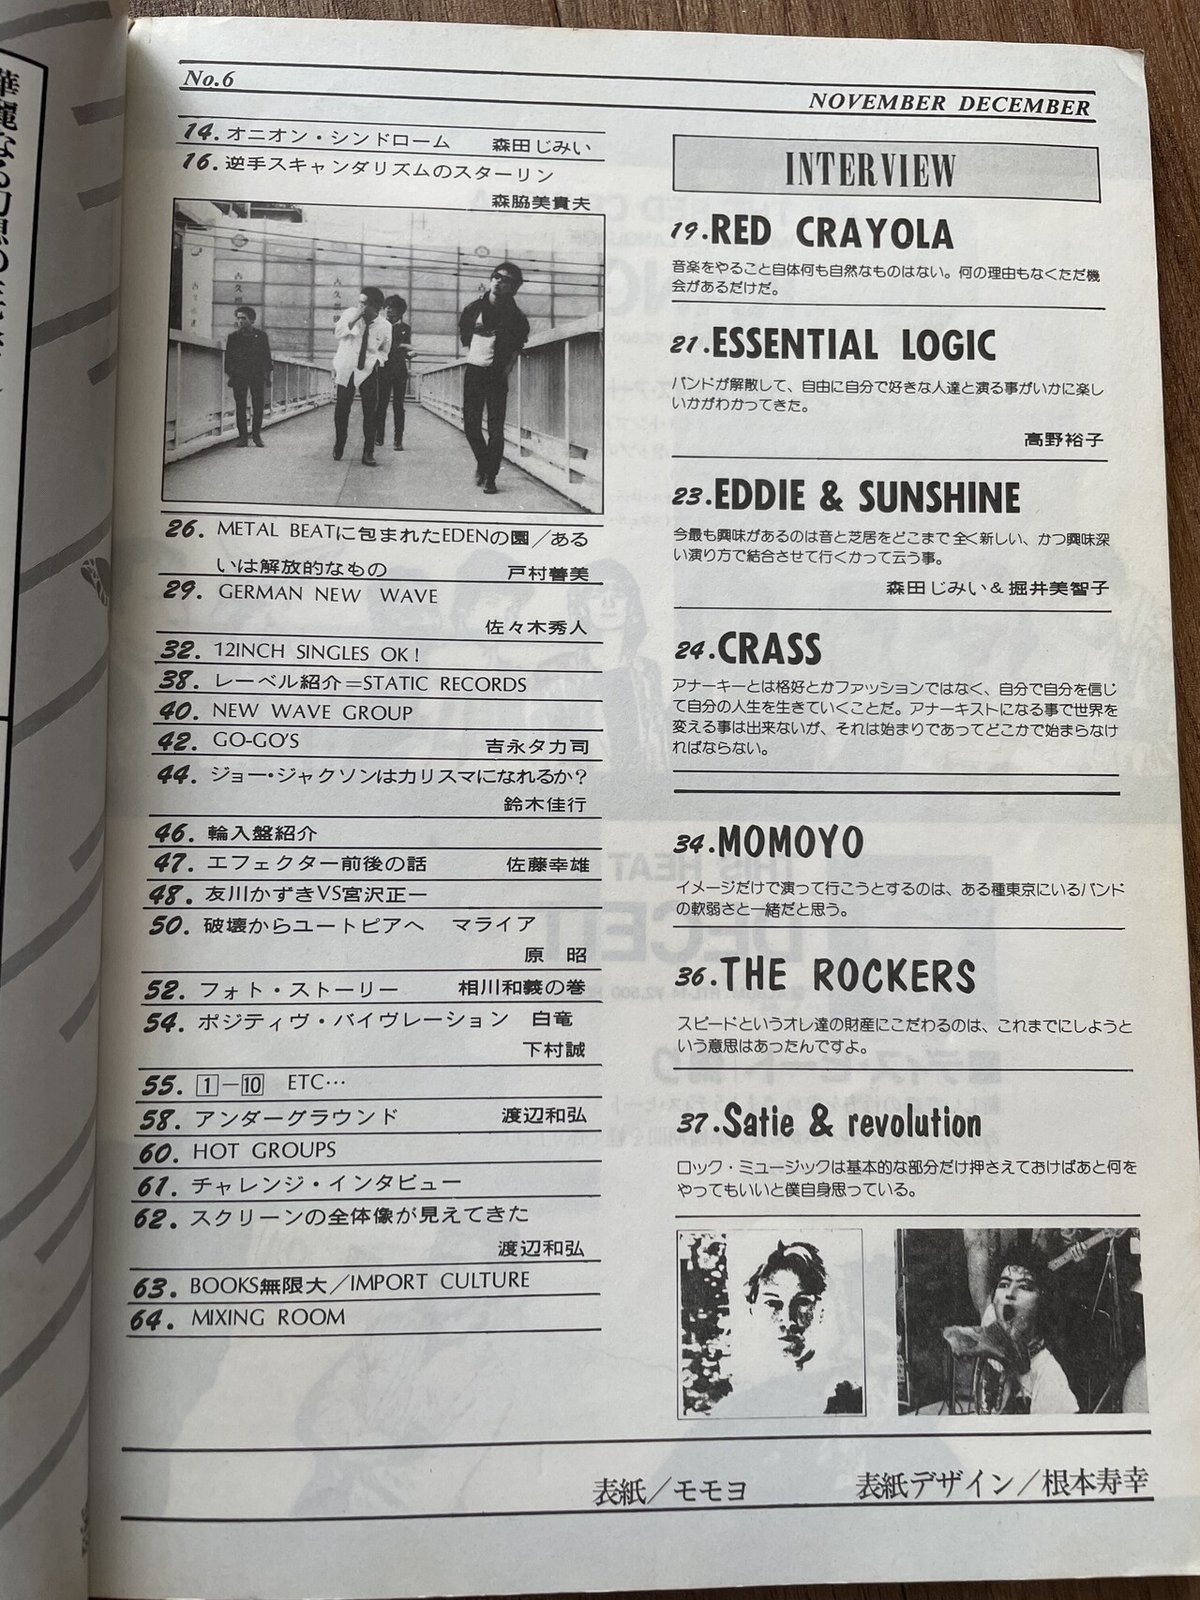 No.6
NOVEMBER DECEMBER
14. オニオン・シンドローム 森田じみい
16. 逆手スキャンダリズムのスターリン
森脇美貴夫
26. METAL BEATに包まれたEDENの園／ある
いは解放的なもの 戸村善美
29. GERMAN NEW WAVE
佐々木秀人
32. 12INCH SINGLES OK!
38. レーベル紹介=STATIC RECORDS
40. NEW WAVE GROUP
42. GO-GO'S 吉永タカ司
44. ジョー・ジャクソンはカリスマになれるか?
鈴木佳行
46. 輸入盤紹介
47. エフェクター前後の話 佐藤幸雄
48. 友川かずきVS宮沢正一
50. 破壊からユートピアへ マライア
原 昭
52. フォト・ストーリー 相川和義の巻
54. ポジティヴ・バイヴレーション 白竜
下村誠
55. 1—10 ETC…
58. アンダーグラウンド 渡辺和弘
60. HOT GROUPS
61. チャレンジ・インタビュー
62. スクリーンの全体像が見えてきた
渡辺和弘
63. BOOKS無限大／IMPORT CULTURE
64. MIXING ROOM
INTERVIEW
19. RED CRAYOLA
音楽をやること自体何も自然なものはない。何の理由もなくただ機
会があるだけだ。
21. ESSENTIAL LOGIC
バンドが解散して、自由に自分で好きな人達と演る事がいかに楽し
いかがわかってきた。
高野裕子
23. EDDIE & SUNSHINE
今最も興味があるのは音と芝居をどこまで全く新しい、かつ興味深
い演り方で結合させて行くかって云う事。
森田じみい&掘井美智子
24. CRASS
アナーキーとは格好とかファッションではなく、自分で自分を信じ
て自分の人生を生きていくことだ。アナーキストになる事で世界を
変える事は出来ないが、それは始まりであってどこかで始まらなけ
ればならない。
34. MOMOYO
イメージだけで演って行こうとするのは、ある種東京にいるバンド
の軟弱さと一緒だと思う。
36. THE ROCKERS
スピードというオレ達の財産にこだわるのは、これまでにしようと
いう意思はあったんですよ。
37. Satie & revolution
ロック・ミュージックは基本的な部分だけ押さえておけばあと何を
やってもいいと僕自身思っている。
表紙／モモヨ 表紙デザイン／根本寿幸